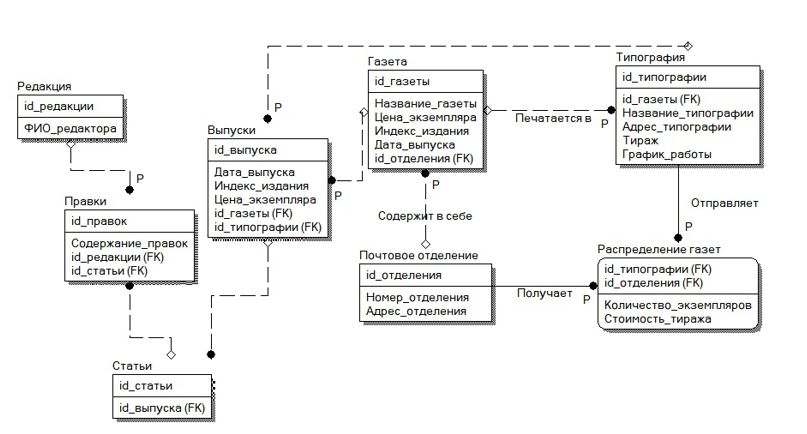 Редакция
id_редакции
ФИО_редактора
P
Правки
id_правок
Содержание_правок
id_редакции (FK)
id_статьи (FK)
Статьи
id_статьи
id_выпуска (FK)
P
Выпуски
id_выпуска
Дата_выпуска
Индекс_издания
Цена_экземпляра
id_газеты (FK)
id_типографии (FK)
P
Газета
id_газеты
Название_газеты
Цена_экземпляра
Индекс_издания
Дата_выпуска
id_отделения (FK)
P
Содержит в себе
Почтовое отделение
id_отделения
Номер_отделения
Адрес_отделения
Печатается в
P
Получает
P
Типография
id_типографии
id_газеты (FK)
Название_типографии
Адрес_типографии
Тираж
График_работы
Отправляет
P
Распределение газет
id_типографии (FK)
id_отделения (FK)
Количество_экземпляров
Стоимость_тиража